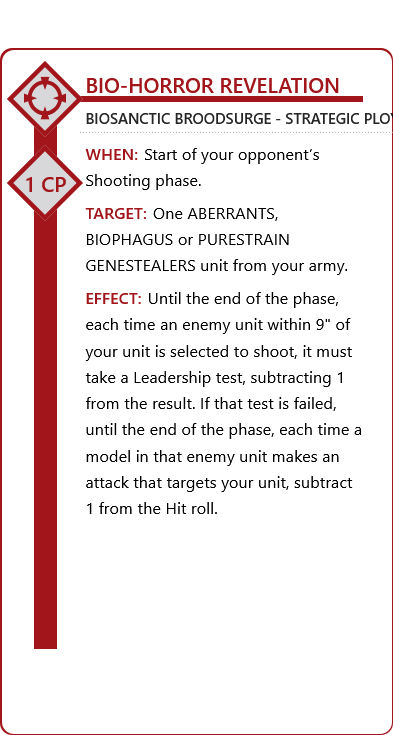 BIO-HORROR REVELATION
BIOSANCTIC BROODSURGE - STRATEGIC PLO
1 CP
WHEN: Start of your opponent’s
Shooting phase.
TARGET: One ABERRANTS,
BIOPHAGUS or PURESTRAIN
GENESTEALERS unit from your army.
EFFECT: Until the end of the phase,
each time an enemy unit within 9" of
your unit is selected to shoot, it must
take a Leadership test, subtracting 1
from the result. If that test is failed,
until the end of the phase, each time a
model in that enemy unit makes an
attack that targets your unit, subtract
1 from the Hit roll.